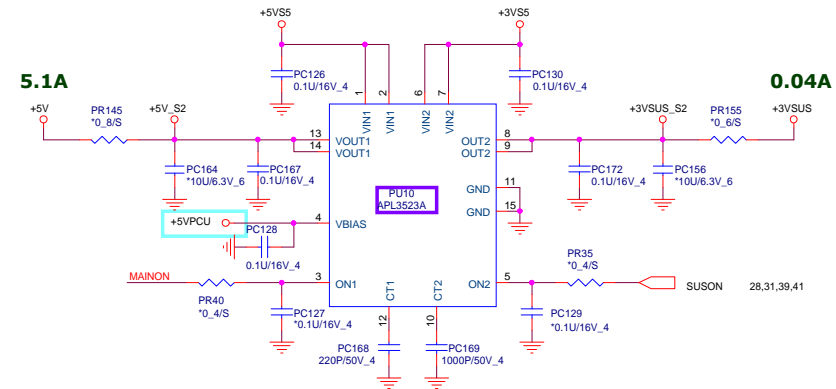 +5VS5
+3VS5
5.1A
0.04A
PC126
0.1U/16V_4
PC130
0.1U/16V_4
1
2
6
7
+5V
PR145
*0_8/S
+5V_S2
VIN1
VIN1
VIN2
VIN2
+3VSUS_S2
PR155
*0_6/S
+3VSUS
13
VOUT1
14
VOUT1
OUT2
8
OUT2
9
PC164
*10U/6.3V_6
PC167
0.1U/16V_4
PC172
0.1U/16V_4
PC156
*10U/6.3V_6
GND
11
GND
15
PU10
APL3523A
+5VPCU
4
VBIAS
PC128
0.1U/16V_4
MAINON
PR40
*0_4/S
3
ON1
ON2
5
PR35
*0_4/S
SUSON
28,31,39,41
CT1
CT2
PC127
*0.1U/16V_4
12
10
PC129
*0.1U/16V_4
PC168
220P/50V_4
PC169
1000P/50V_4